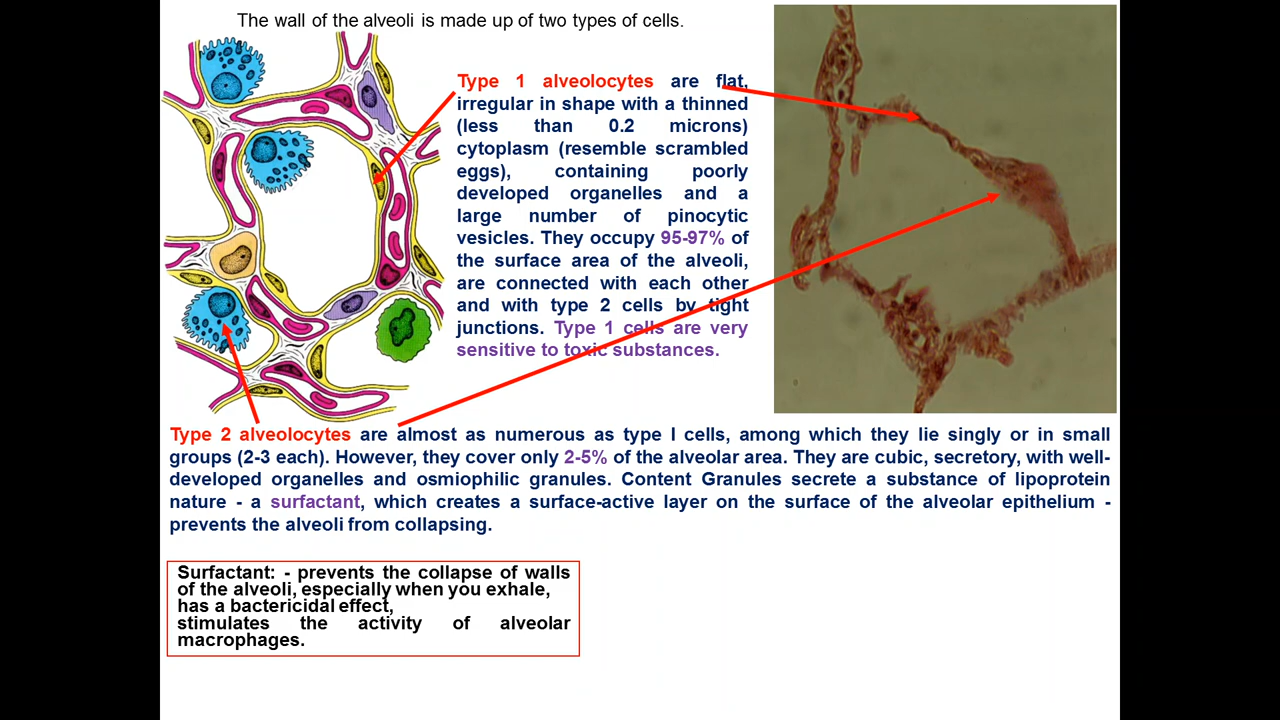 The wall of the alveoli is made up of two types of cells.
Type 1 alveolocytes are flat,
irregular in shape with a thinned
(less than 0.2 microns)
cytoplasm (resemble scrambled
eggs), containing poorly
developed organelles and a
large number of pinocytic
vesicles. They occupy 95-97% of
the surface area of the alveoli,
are connected with each other
and with type 2 cells by tight
junctions. Type 1 cells are very
sensitive to toxic substances.
Type 2 alveolocytes are almost as numerous as type I cells, among which they lie singly or in small
groups (2-3 each). However, they cover only 2-5% of the alveolar area. They are cubic, secretory, with well-
developed organelles and osmiophilic granules. Content Granules secrete a substance of lipoprotein
nature - a surfactant, which creates a surface-active layer on the surface of the alveolar epithelium -
prevents the alveoli from collapsing.
Surfactant: - prevents the collapse of walls
of the alveoli, especially when you exhale,
has a bactericidal effect,
stimulates the activity of alveolar
macrophages.